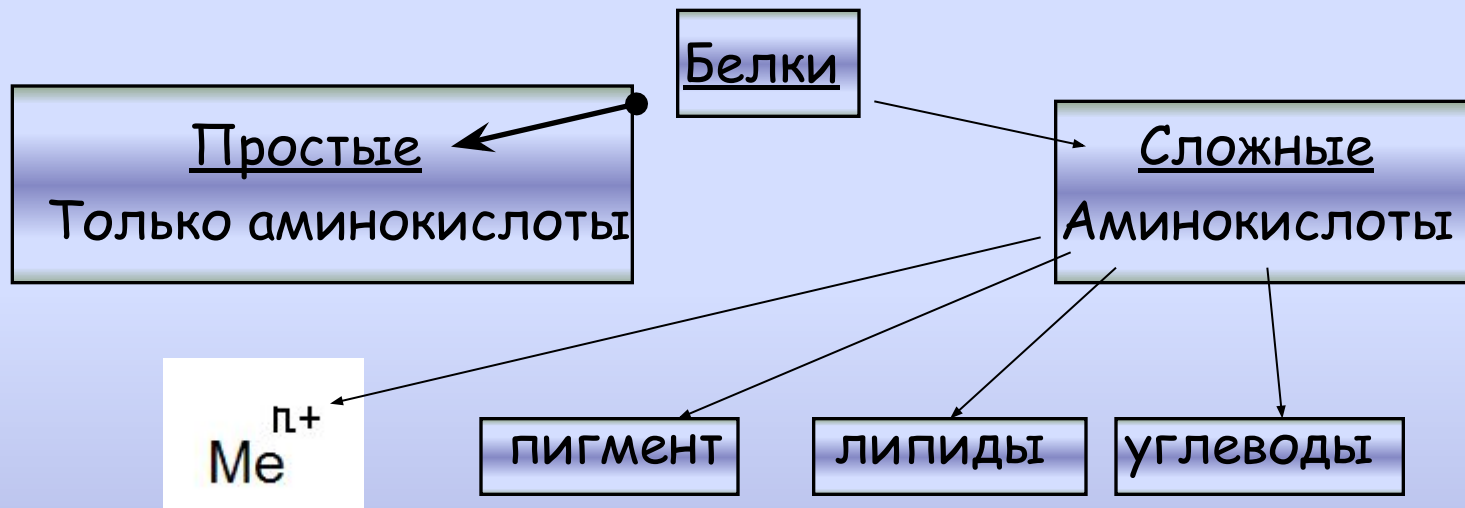 Белки
Простые
Только аминокислоты
Сложные
Аминокислоты
Me n+
пигмент
липиды
углеводы